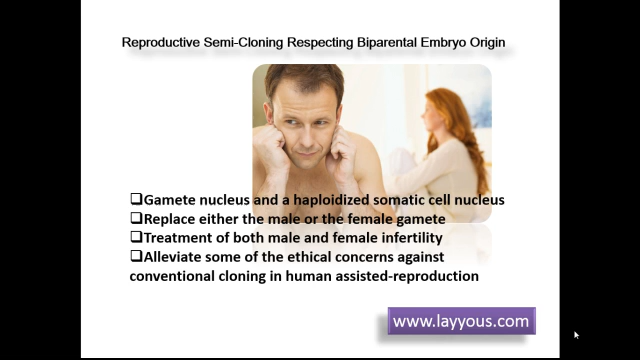 Reproductive Semi-Cloning Respecting Biparental Embryo Origin
❑Gamete nucleus and a haploidized somatic cell nucleus
❑Replace either the male or the female gamete
❑Treatment of both male and female infertility
❑Alleviate some of the ethical concerns against
conventional cloning in human assisted-reproduction
www.layyous.com